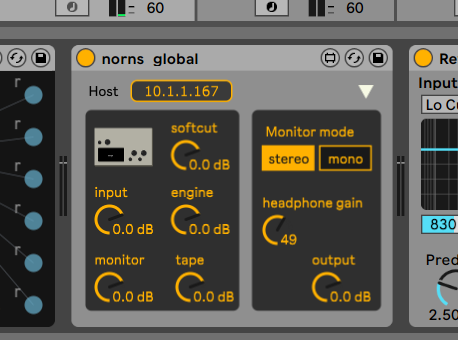 60
60
norns global
Re
Host
10.1.1.167
Input
Lo Cu
r
r
r
r
r
r
softcut
0.0 dB
input
0.0 dB
engine
0.0 dB
monitor
0.0 dB
tape
0.0 dB
Monitor mode
stereo
mono
headphone gain
49
output
0.0 dB
830
Pred
2.50